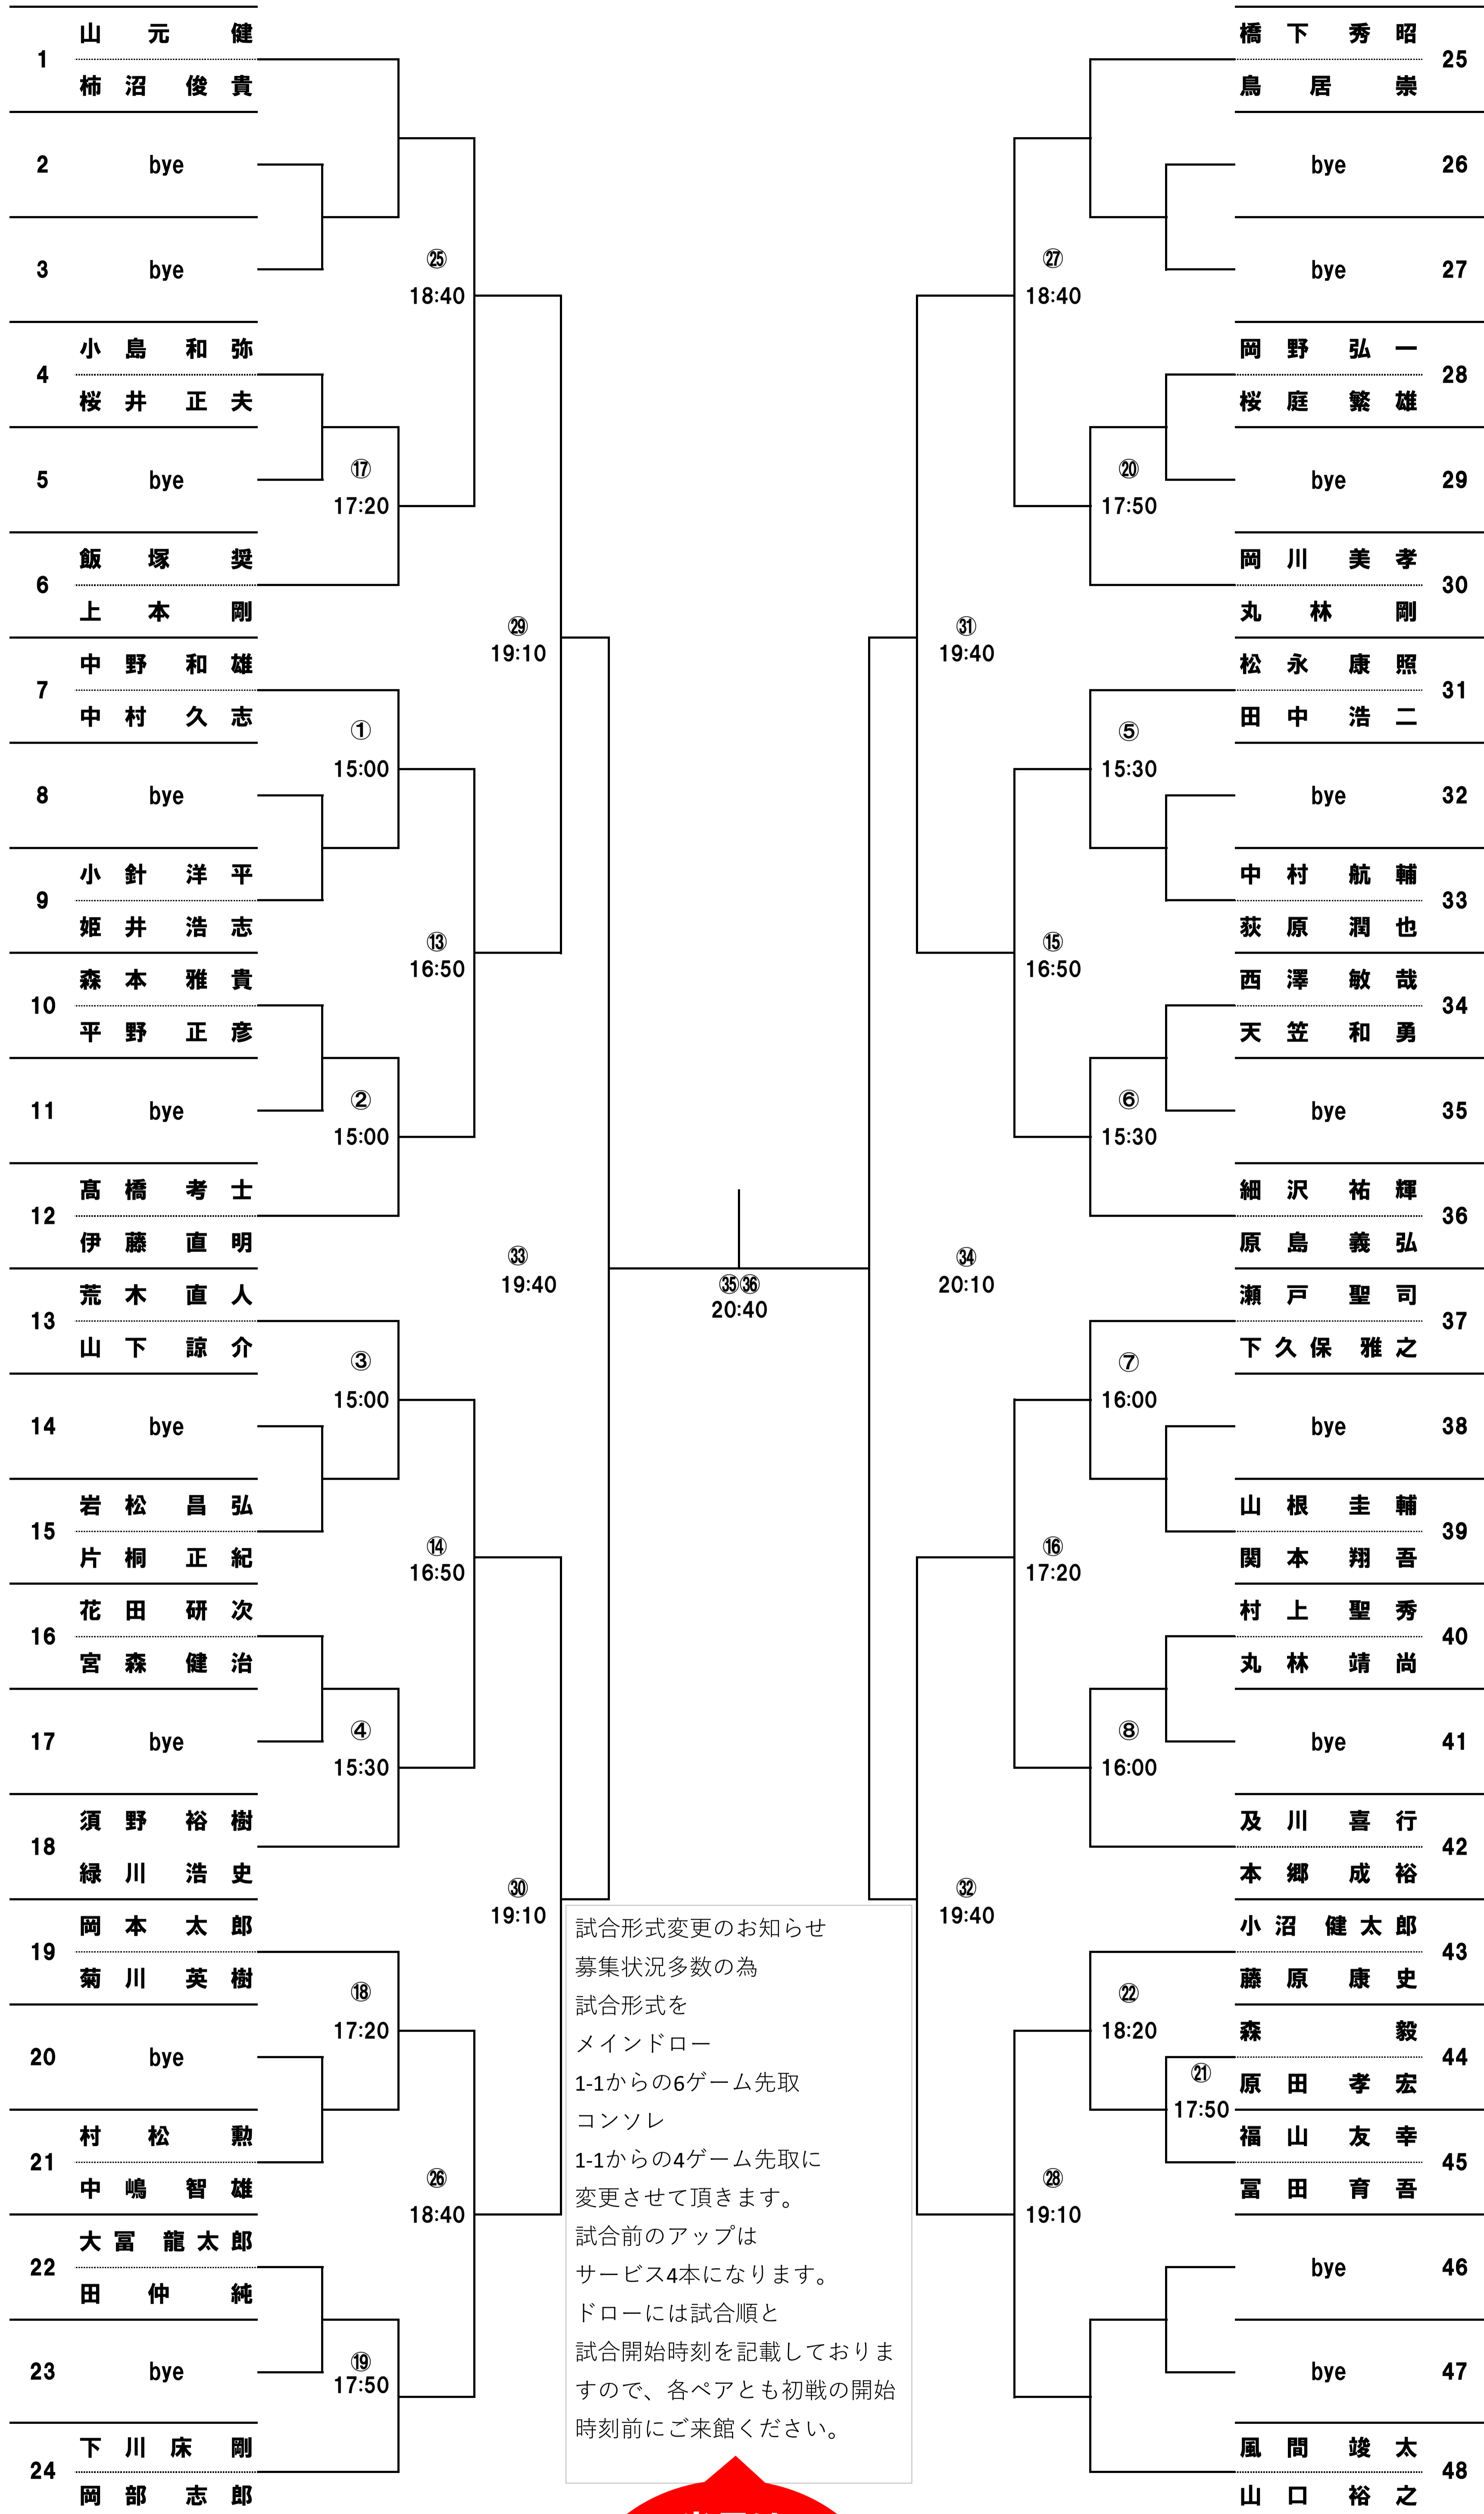 山 元 健
1
柿 沼 俊 貴
2 bye
3 bye
㉕
18:40
小 島 和 弥
4
桜 井 正 夫
5 bye
⑰
17:20
飯 塚 奨
6
上 本 剛
㉙
19:10
中 野 和 雄
7
中 村 久 志
①
15:00
8 bye
小 針 洋 平
9
姫 井 浩 志
⑬
16:50
森 本 雅 貴
10
平 野 正 彦
11 bye
②
15:00
髙 橋 考 士
12
伊 藤 直 明
㉝
19:40
荒 木 直 人
13
山 下 諒 介
③
15:00
14 bye
岩 松 昌 弘
15
片 桐 正 紀
⑭
16:50
花 田 研 次
16
宮 森 健 治
17 bye
④
15:30
須 野 裕 樹
18
緑 川 浩 史
㉚
19:10
岡 本 太 郎
19
菊 川 英 樹
⑱
17:20
20 bye
村 松 勲
21
中 嶋 智 雄
㉖
18:40
大 冨 龍 太 郎
22
田 仲 純
23 bye
⑲
17:50
下 川 床 剛
24
岡 部 志 郎
㉟㊱
20:40
試合形式変更のお知らせ
募集状況多数の為
試合形式を
メインドロー
1-1からの6ゲーム先取
コンソレ
1-1からの4ゲーム先取に
変更させて頂きます。
試合前のアップは
サービス4本になります。
ドローには試合順と
試合開始時刻を記載しておりま
すので、各ペアとも初戦の開始
時刻前にご来館ください。
橋 下 秀 昭
25
鳥 居 崇
bye 26
bye 27
㉗
18:40
岡 野 弘 一
28
桜 庭 繁 雄
bye 29
⑳
17:50
岡 川 美 孝
30
丸 林 剛
㉛
19:40
松 永 康 照
31
田 中 浩 二
⑤
15:30
bye 32
中 村 航 輔
33
荻 原 潤 也
⑮
16:50
西 澤 敏 哉
34
天 笠 和 勇
bye 35
⑥
15:30
細 沢 祐 輝
36
原 島 義 弘
㉞
20:10
瀬 戸 聖 司
37
下 久 保 雅 之
⑦
16:00
bye 38
山 根 圭 輔
39
関 本 翔 吾
⑯
17:20
村 上 聖 秀
40
丸 林 靖 尚
bye 41
⑧
16:00
及 川 喜 行
42
本 郷 成 裕
㉜
19:40
小 沼 健 太 郎
43
藤 原 康 史
㉒
18:20
森 毅
44
原 田 孝 宏
㉑
17:50
福 山 友 幸
45
冨 田 育 吾
㉘
19:10
bye 46
bye 47
風 間 竣 太
48
山 口 裕 之